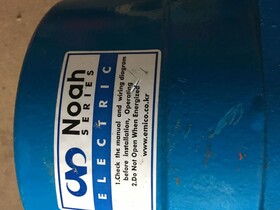 Noah
SERIES
ELECTRIC
1.Check the manual and wiring diagram
before installation, Operating
2.Do Not Open When Energized
www.emico.co.kr